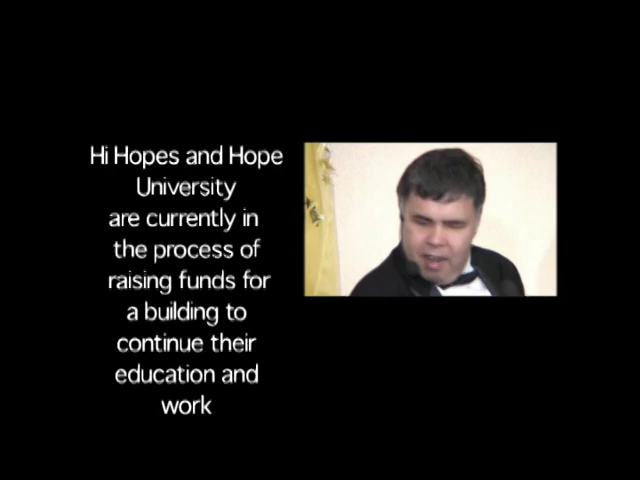 Hi Hopes and Hope
University
are currently in
the process of
raising funds for
a building to
continue their
education and
work